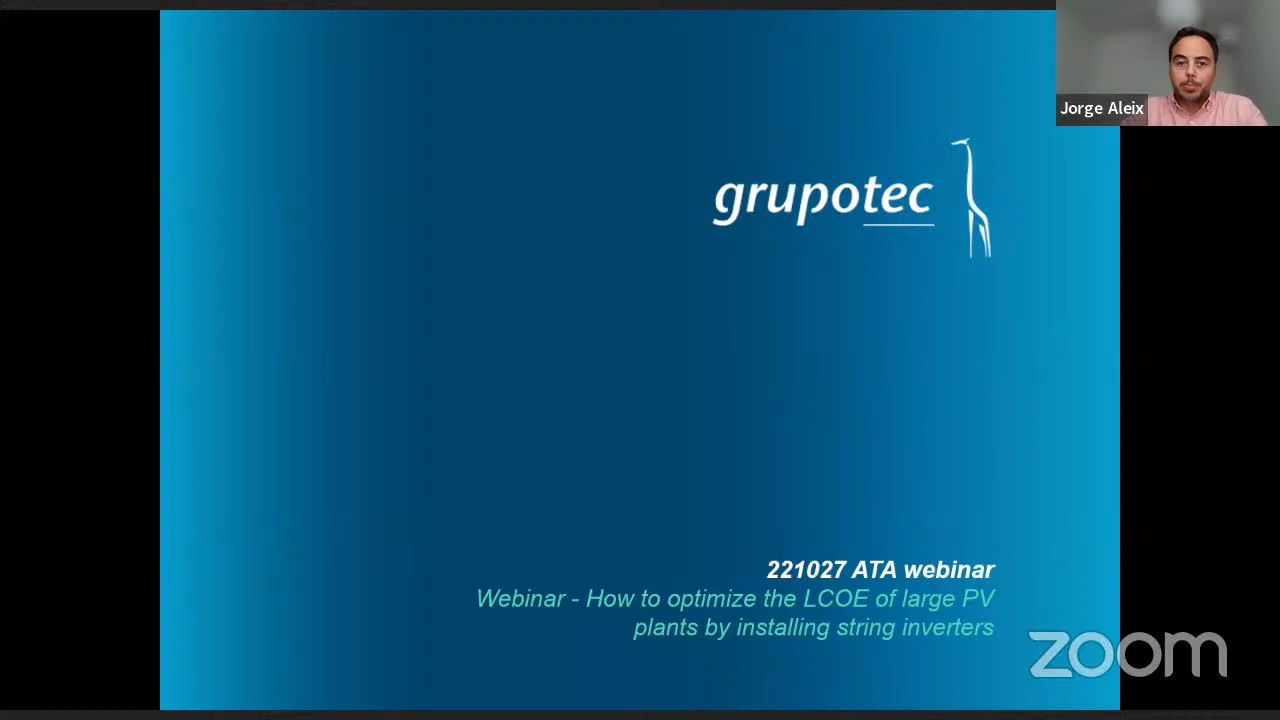 Jorge Aleix
grupotec
221027 ATA webinar
Webinar - How to optimize the LCOE of large PV
plants by installing string inverters
zoom